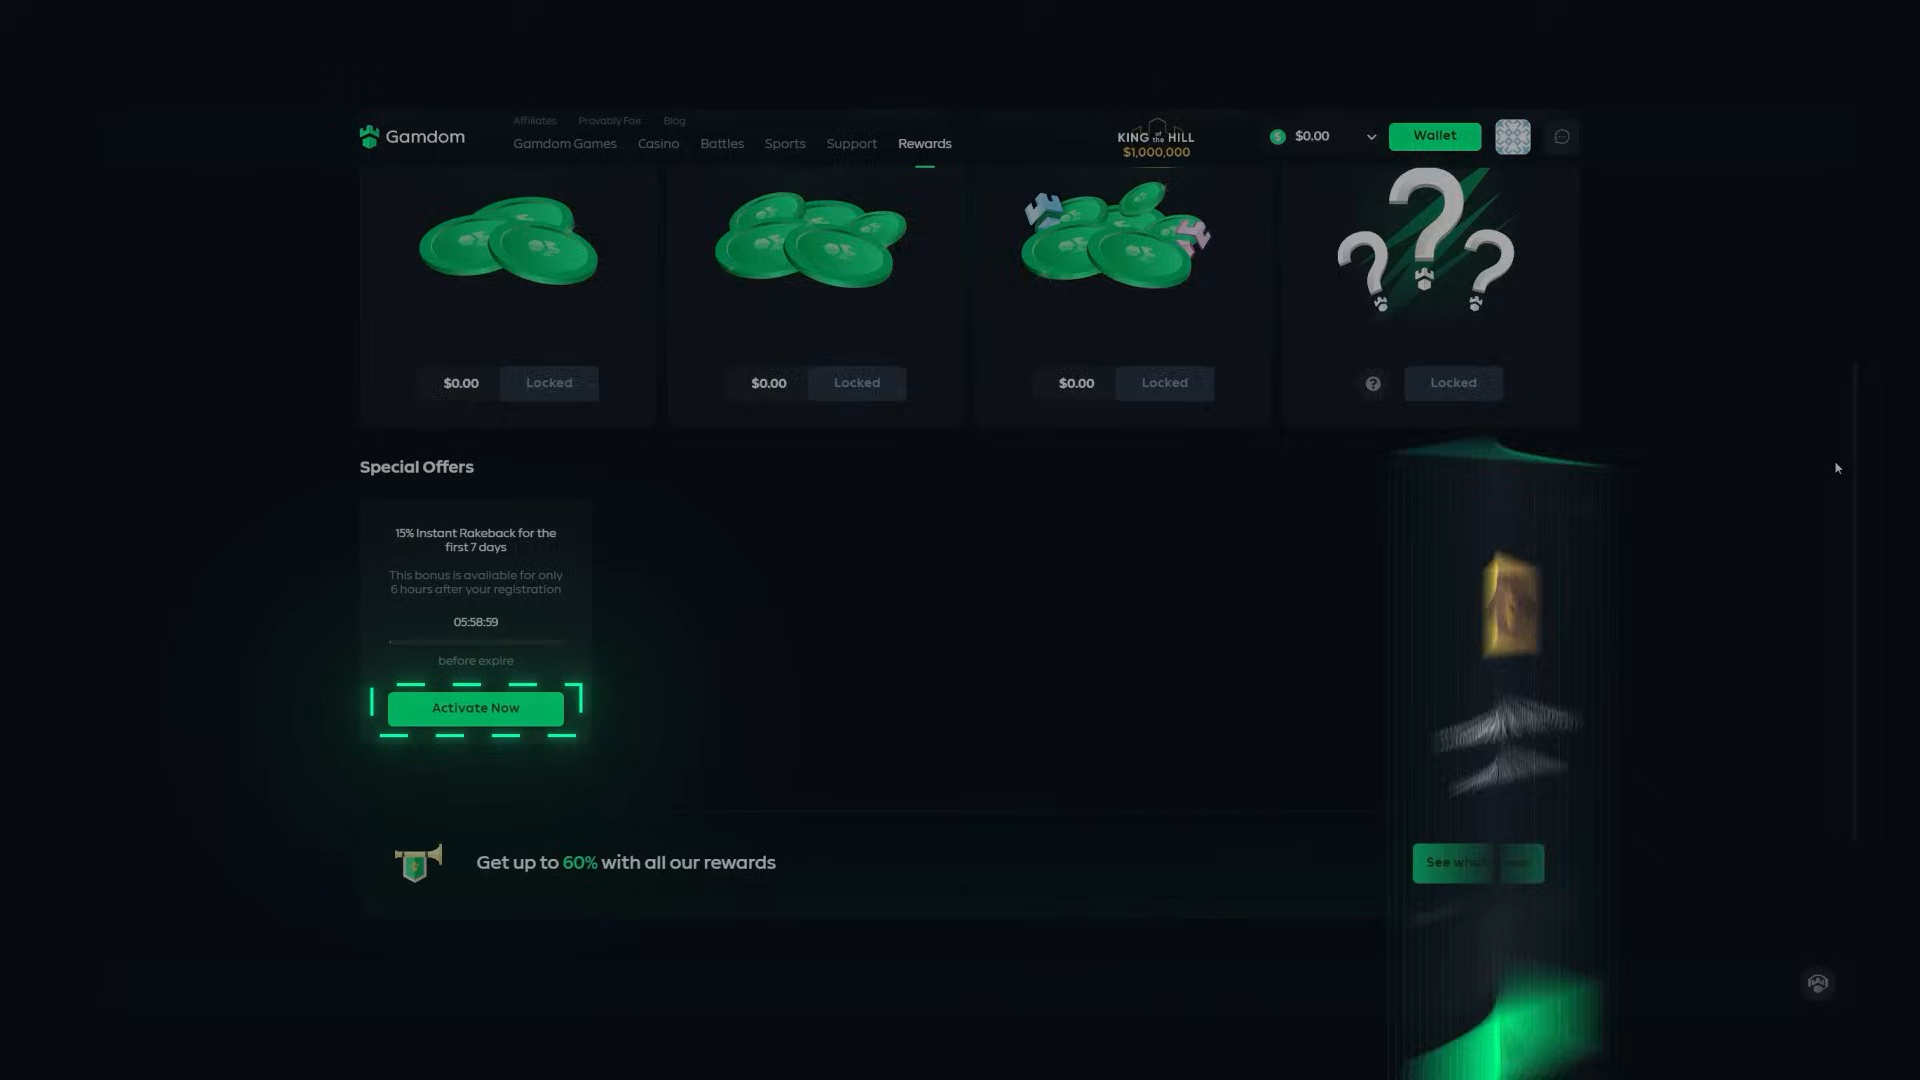 Affiliates Provably Fair Blog
Gamdom
Gamdom Games Casino Battles Sports Support Rewards
KING of the HILL
$1,000,000
$0.00
Wallet
$0.00 Locked
$0.00 Locked
$0.00 Locked
? Locked
Special Offers
15% Instant Rakeback for the
first 7 days
This bonus is available for only
6 hours after your registration
05:58:59
before expire
Activate Now
Get up to 60% with all our rewards
See